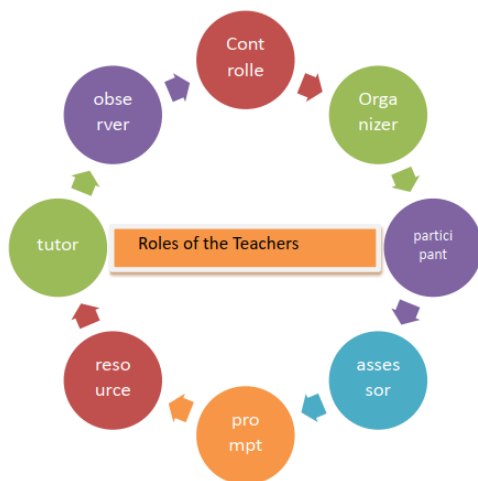 Cont
rolle
Orga
nizer
partici
pant
asses
sor
pro
mpt
reso
urce
tutor
obse
rver
Roles of the Teachers